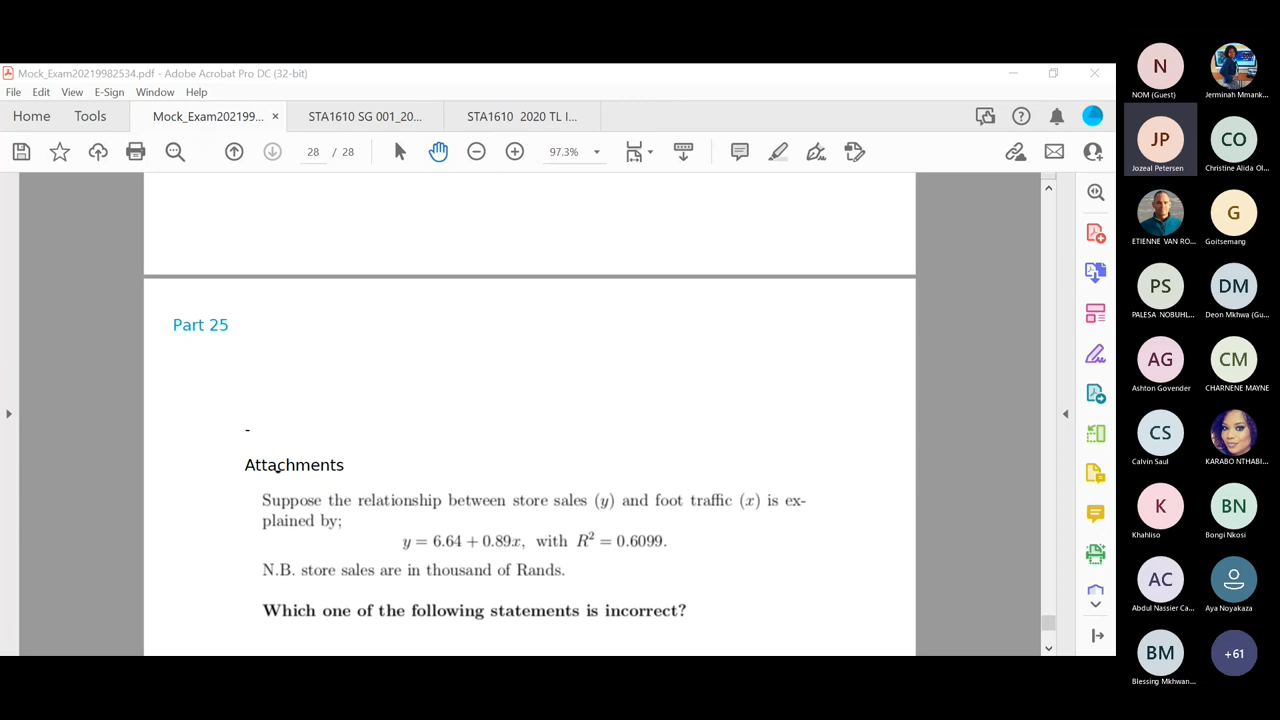 Mock_Exam20219982534.pdf - Adobe Acrobat Pro DC (32-bit)
File Edit View E-Sign Window Help
Home Tools Mock_Exam202199... × STA1610 SG 001_20... STA1610 2020 TL I...
28 / 28 97.3%
Part 25
-
Attachments
Suppose the relationship between store sales (y) and foot traffic (x) is ex-
plained by;
y = 6.64 + 0.89x, with R² = 0.6099.
N.B. store sales are in thousand of Rands.
Which one of the following statements is incorrect?
N
NOM (Guest)
Jerminah Mmank...
JP
Jozeal Petersen
CO
Christine Alida Ol...
ETIENNE VAN RO...
G
Goitsemang
PS
PALESA NOBUHL...
DM
Deon Mkhwa (Gu...
AG
Ashton Govender
CM
CHARNENE MAYNE
CS
Calvin Saul
KARABO NTHABI...
K
Khahliso
BN
Bongi Nkosi
AC
Abdul Nassier Ca...
Aya Noyakaza
BM
Blessing Mkhwan...
+61